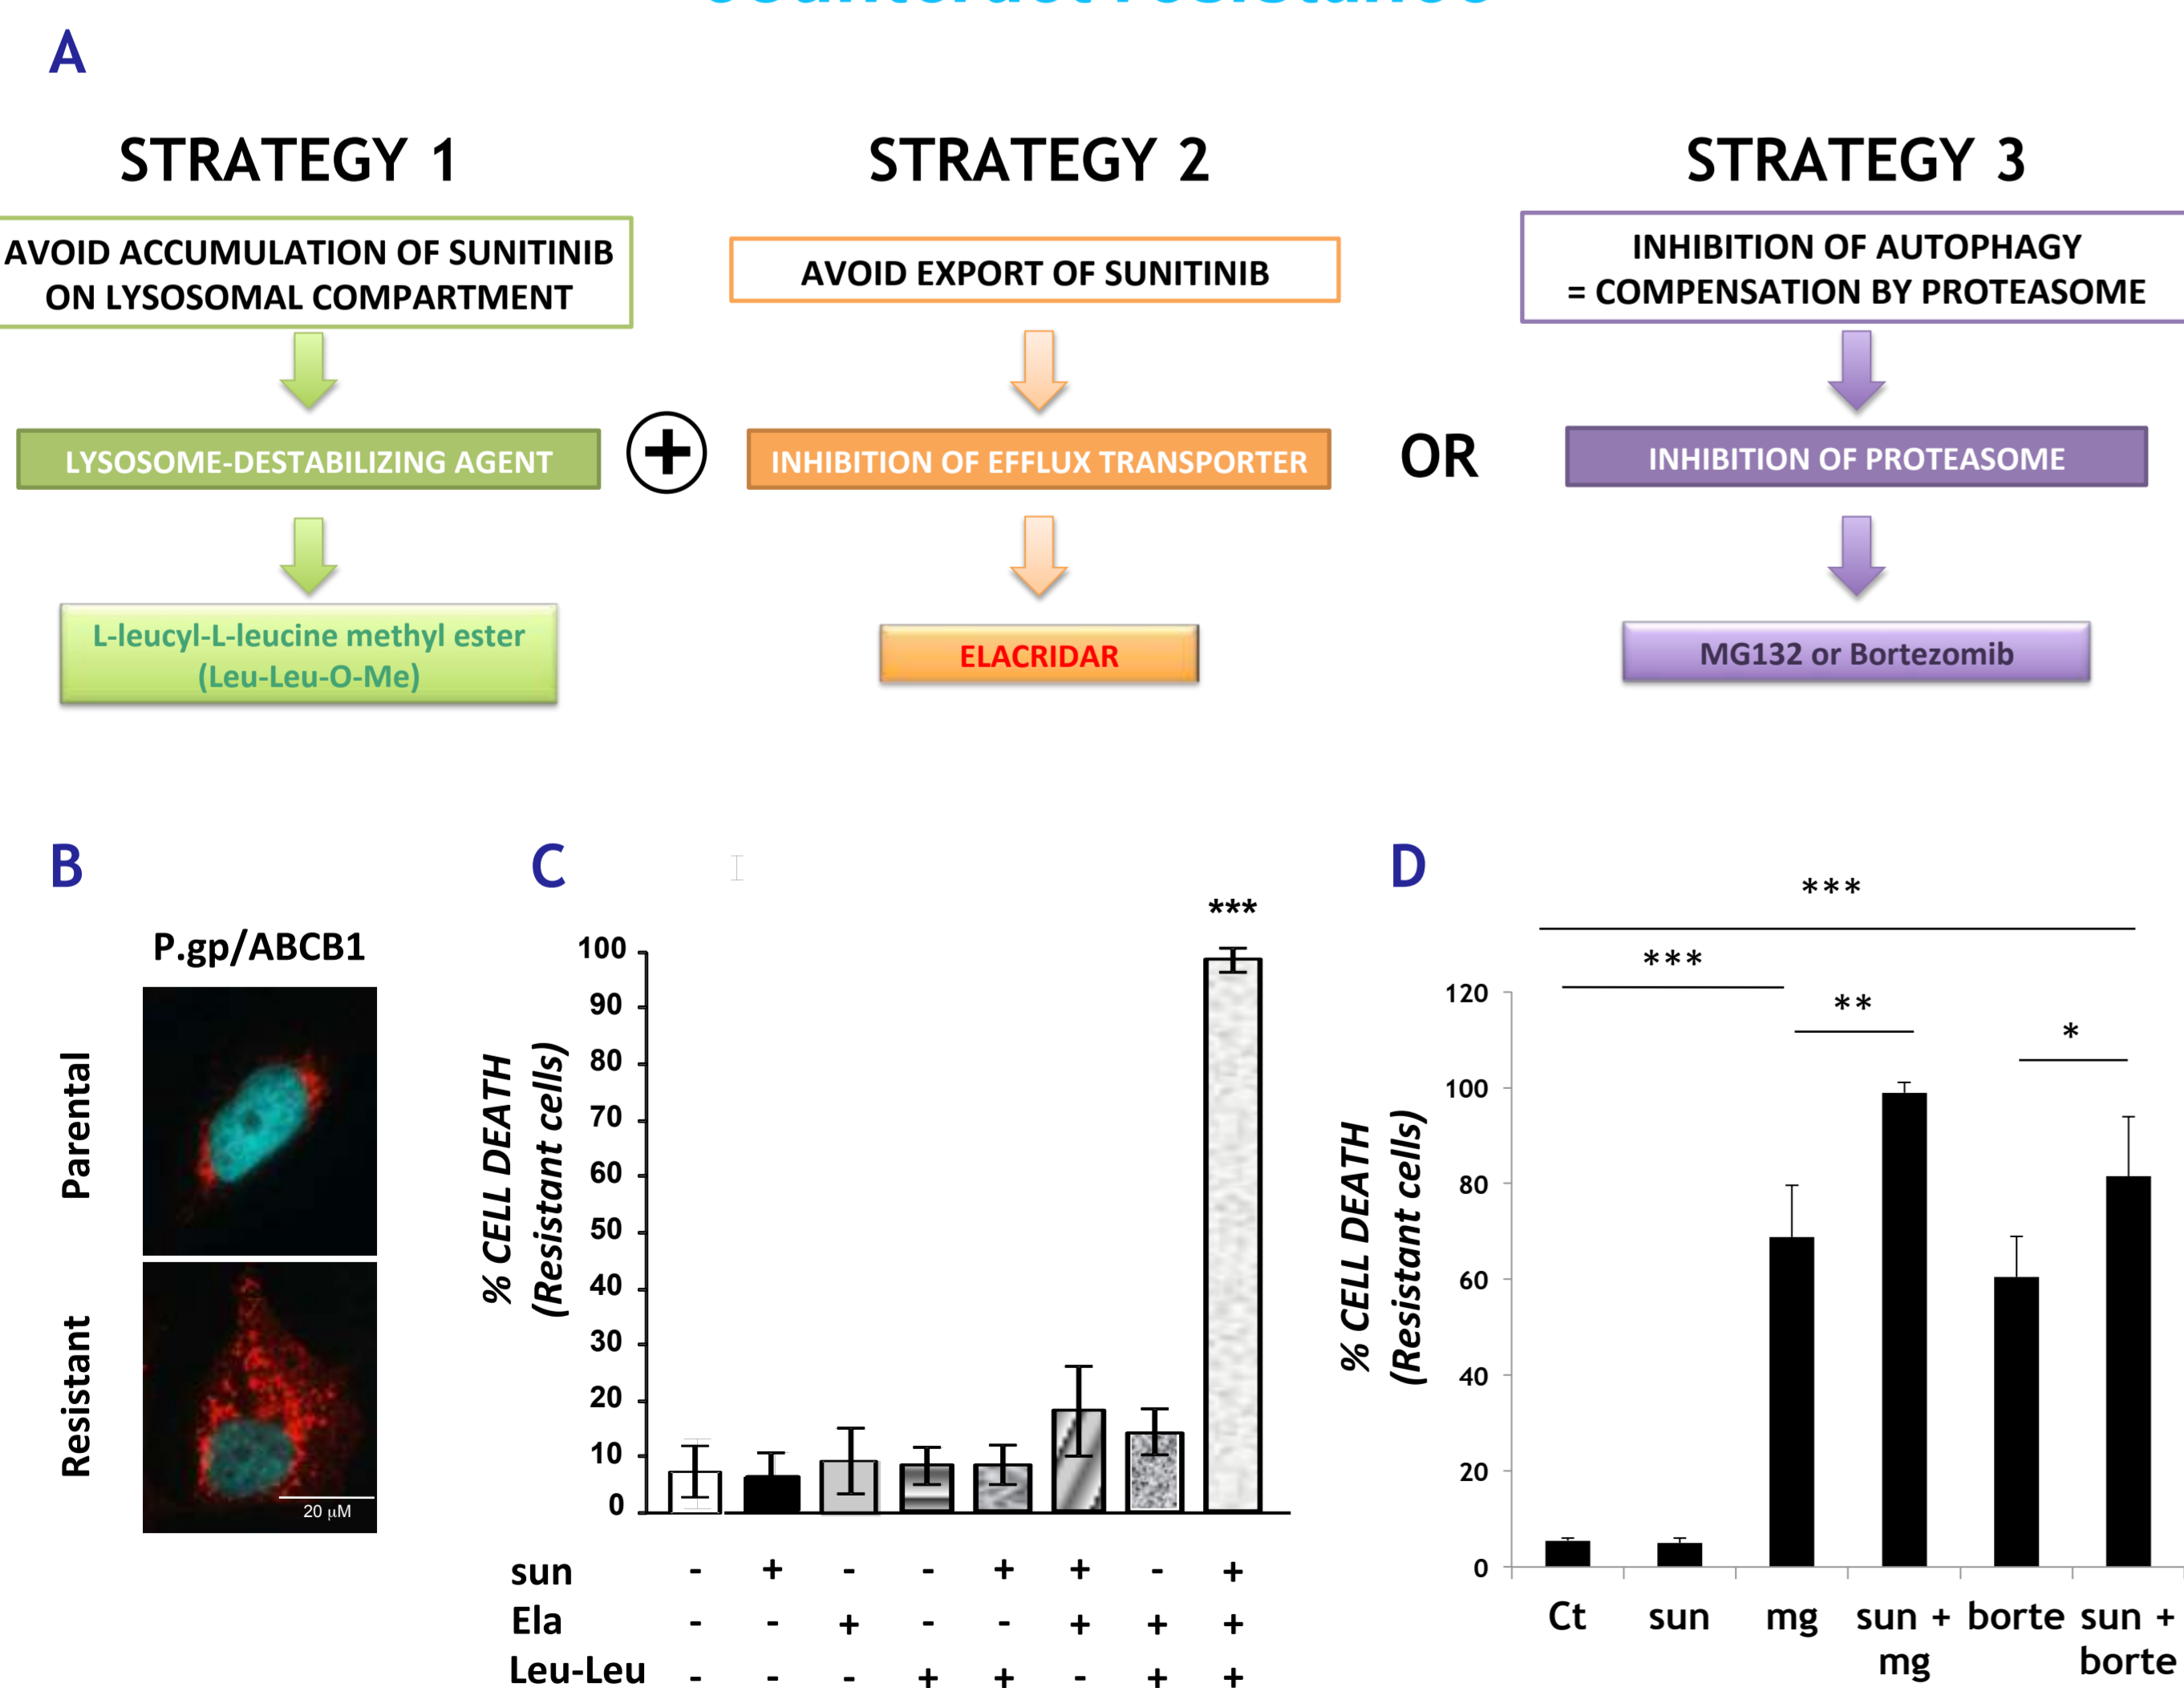 A
STRATEGY 1
STRATEGY 2
STRATEGY 3
AVOID ACCUMULATION OF SUNITINIB
ON LYSOSOMAL COMPARTMENT
AVOID EXPORT OF SUNITINIB
INHIBITION OF AUTOPHAGY
= COMPENSATION BY PROTEASOME
LYSOSOME-DESTABILIZING AGENT
+
INHIBITION OF EFFLUX TRANSPORTER
OR
INHIBITION OF PROTEASOME
L-leucyl-L-leucine methyl ester
(Leu-Leu-O-Me)
ELACRIDAR
MG132 or Bortezomib
B
P.gp/ABCB1
Parental
Resistant
20 μM
C
% CELL DEATH
(Resistant cells)
***
100
90
80
70
60
50
40
30
20
10
0
sun - + - - + + - +
Ela - - + - - + + +
Leu-Leu - - - + + - + +
D
% CELL DEATH
(Resistant cells)
***
***
**
*
120
100
80
60
40
20
0
Ct sun mg sun + borte sun +
mg borte